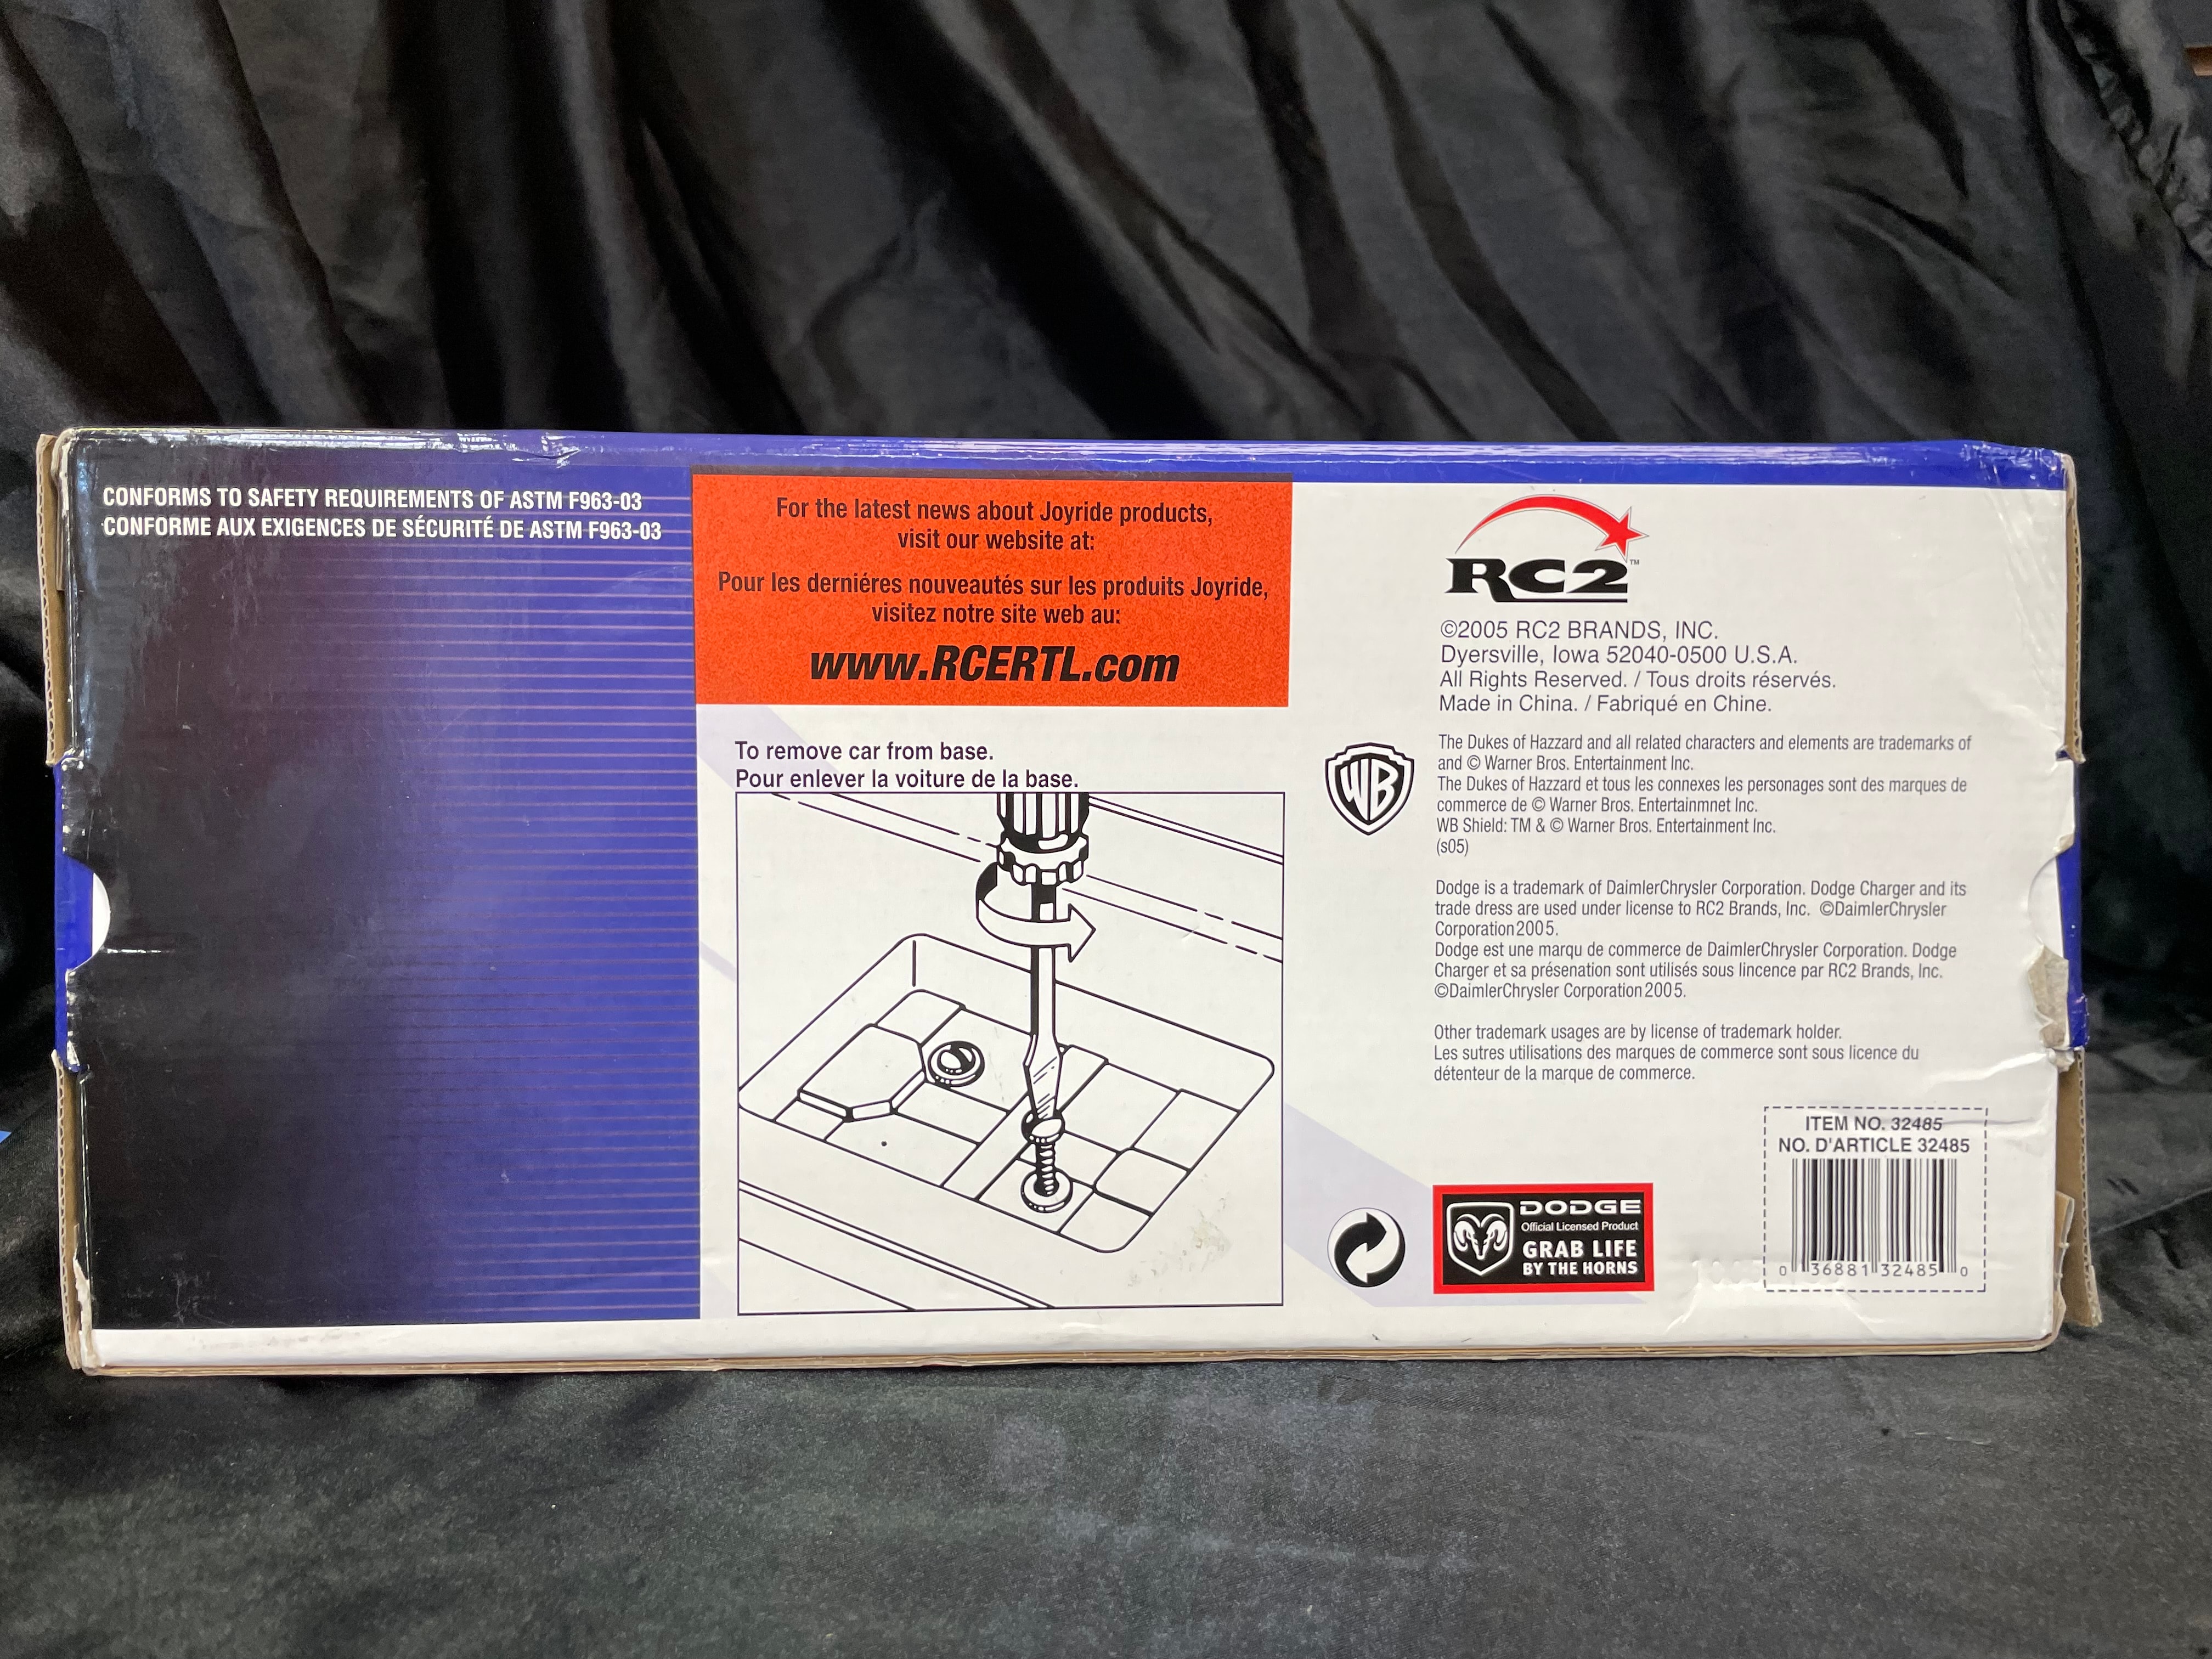 CONFORMS TO SAFETY REQUIREMENTS OF ASTM F963-03
CONFORME AUX EXIGENCES DE SÉCURITÉ DE ASTM F963-03
For the latest news about Joyride products,
visit our website at:
Pour les derniéres nouveautés sur les produits Joyride,
visitez notre site web au:
www.RCERTL.com
To remove car from base.
Pour enlever la voiture de la base.
RC2™
©2005 RC2 BRANDS, INC.
Dyersville, Iowa 52040-0500 U.S.A.
All Rights Reserved. / Tous droits réservés.
Made in China. / Fabriqué en Chine.
WB
The Dukes of Hazzard and all related characters and elements are trademarks of
and © Warner Bros. Entertainment Inc.
The Dukes of Hazzard et tous les connexes les personages sont des marques de
commerce de © Warner Bros. Entertainmnet Inc.
WB Shield: TM & © Warner Bros. Entertainment Inc.
(s05)
Dodge is a trademark of DaimlerChrysler Corporation. Dodge Charger and its
trade dress are used under license to RC2 Brands, Inc. ©DaimlerChrysler
Corporation 2005.
Dodge est une marqu de commerce de DaimlerChrysler Corporation. Dodge
Charger et sa présenation sont utilisés sous lincence par RC2 Brands, Inc.
©DaimlerChrysler Corporation 2005.
Other trademark usages are by license of trademark holder.
Les sutres utilisations des marques de commerce sont sous licence du
détenteur de la marque de commerce.
DODGE
Official Licensed Product
GRAB LIFE
BY THE HORNS
ITEM NO. 32485
NO. D'ARTICLE 32485
0 36881 32485 0